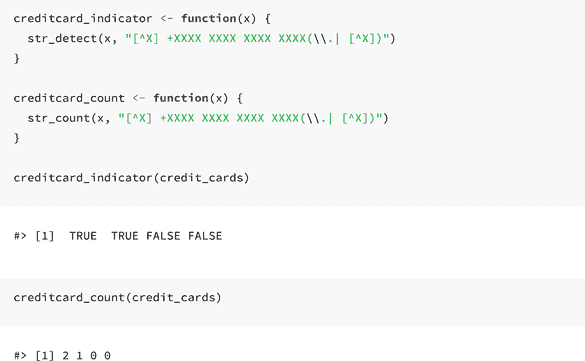 creditcard_indicator <- function(x) {
  str_detect(x, "[^X] +XXXX XXXX XXXX XXXX(\\.| [^X])")
}
creditcard_count <- function(x) {
  str_count(x, "[^X] +XXXX XXXX XXXX XXXX(\\.| [^X])")
}
creditcard_indicator(credit_cards)
#> [1]  TRUE  TRUE FALSE FALSE
creditcard_count(credit_cards)
#> [1] 2 1 0 0